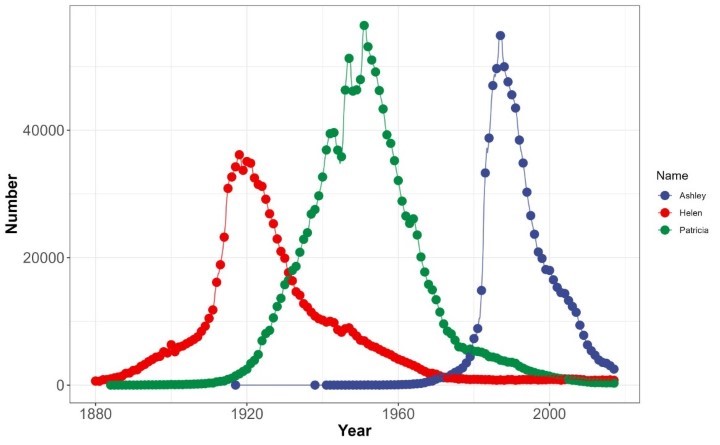 40000
20000
0
1880
1920
1960
2000
Number
Year
Name
Ashley
Helen
Patricia